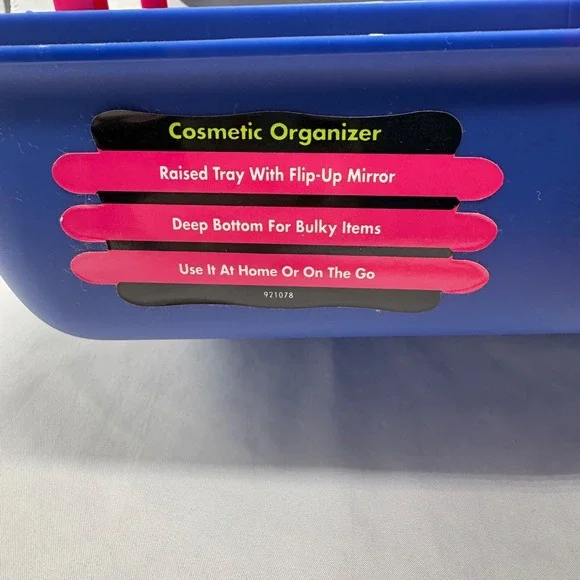 Cosmetic Organizer
Raised Tray With Flip-Up Mirror
Deep Bottom For Bulky Items
Use It At Home Or On The Go
921078